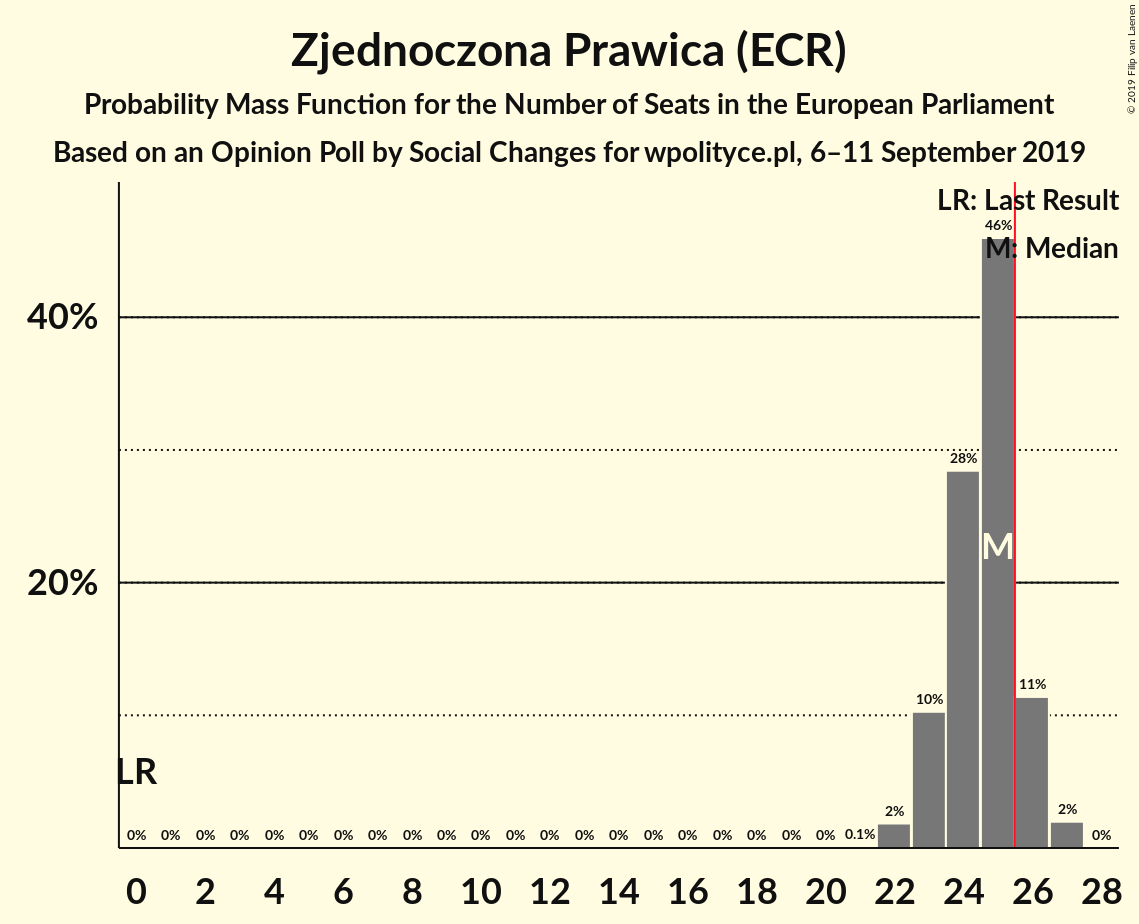 Zjednoczona Prawica (ECR)
Probability Mass Function for the Number of Seats in the European Parliament
Based on an Opinion Poll by Social Changes for wpolityce.pl, 6–11 September 2019
© 2019 Filip van Laenen
LR: Last Result
46%
M: Median
40%
28%
M
20%
11%
10%
LR
2% 2%
0% 0% 0% 0% 0% 0% 0% 0% 0% 0% 0% 0% 0% 0% 0% 0% 0% 0% 0% 0% 0% 0.1% 0%
0 2 4 6 8 10 12 14 16 18 20 22 24 26 28